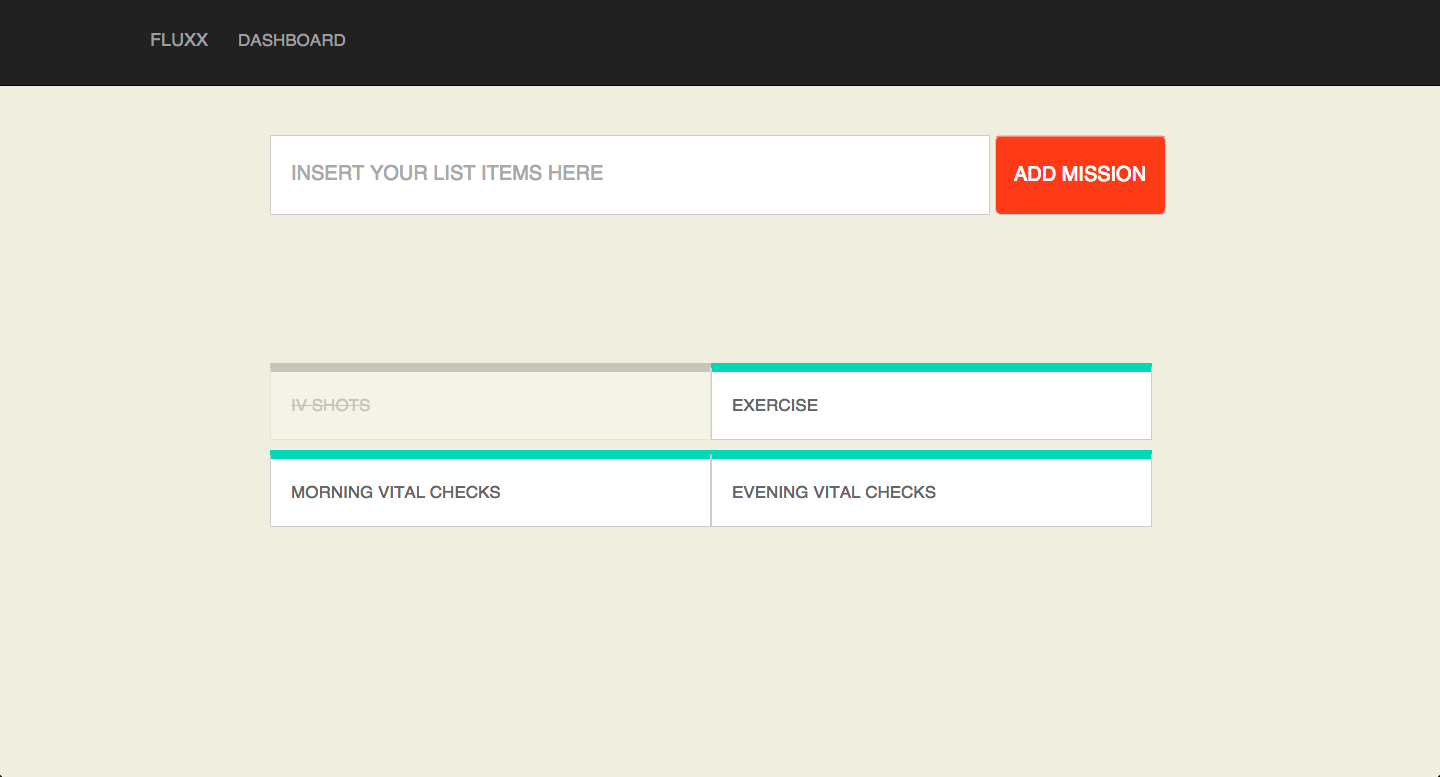 FLUXX DASHBOARD
INSERT YOUR LIST ITEMS HERE ADD MISSION
IV SHOTS EXERCISE
MORNING VITAL CHECKS EVENING VITAL CHECKS